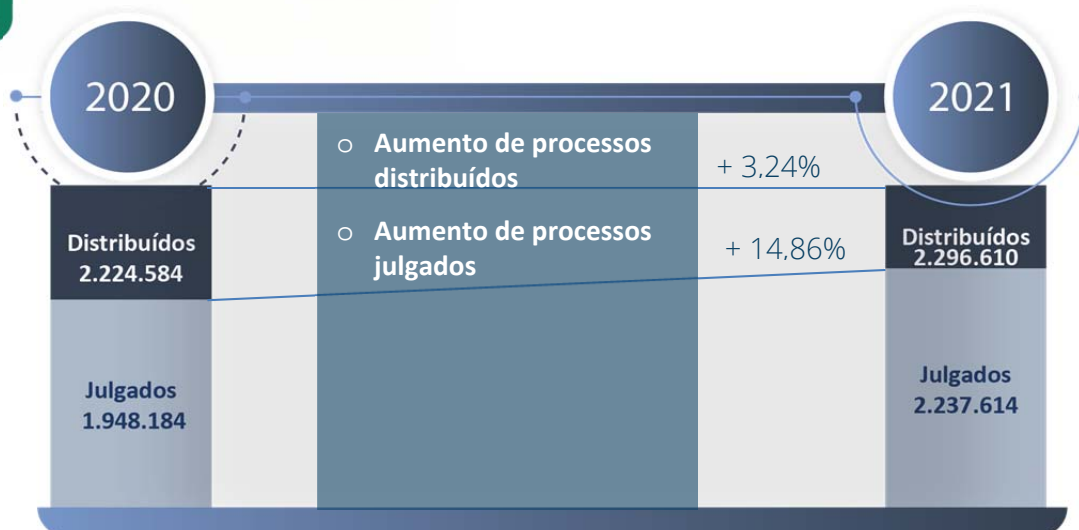 2020
2021
o Aumento de processos
distribuídos
+ 3,24%
o Aumento de processos
julgados
+ 14,86%
Distribuídos
2.224.584
Julgados
1.948.184
Distribuídos
2.296.610
Julgados
2.237.614